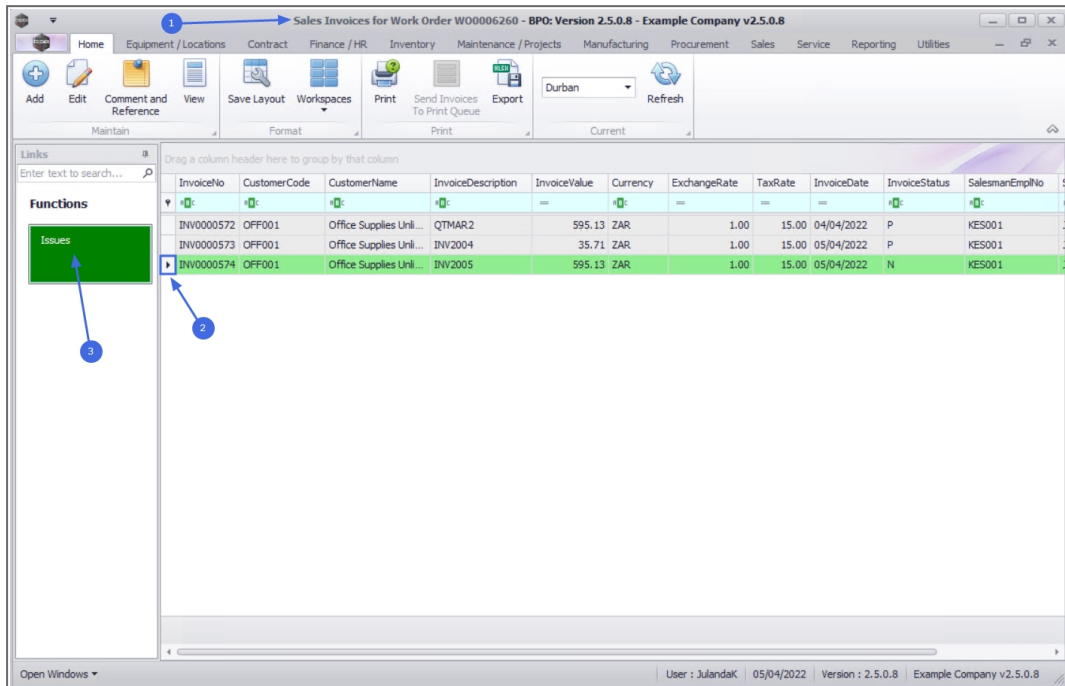 Sales Invoices for Work Order WO0006260 - BPO: Version 2.5.0.8 - Example Company v2.5.0.8
1
Home Equipment / Locations Contract Finance / HR Inventory Maintenance / Projects Manufacturing Procurement Sales Service Reporting Utilities
Add Edit Comment and Reference View Save Layout Workspaces Print Send Invoices To Print Queue Export Durban Refresh
Maintain Format Print Current
Links
Enter text to search...
Functions
Issues
3
Drag a column header here to group by that column
InvoiceNo CustomerCode CustomerName InvoiceDescription InvoiceValue Currency ExchangeRate TaxRate InvoiceDate InvoiceStatus SalesmanEmplNo
INV0000572 OFF001 Office Supplies Unli... QTMAR2 595.13 ZAR 1.00 15.00 04/04/2022 P KES001
INV0000573 OFF001 Office Supplies Unli... INV2004 35.71 ZAR 1.00 15.00 05/04/2022 P KES001
INV0000574 OFF001 Office Supplies Unli... INV2005 595.13 ZAR 1.00 15.00 05/04/2022 N KES001
2
Open Windows User : JulandaK 05/04/2022 Version : 2.5.0.8 Example Company v2.5.0.8